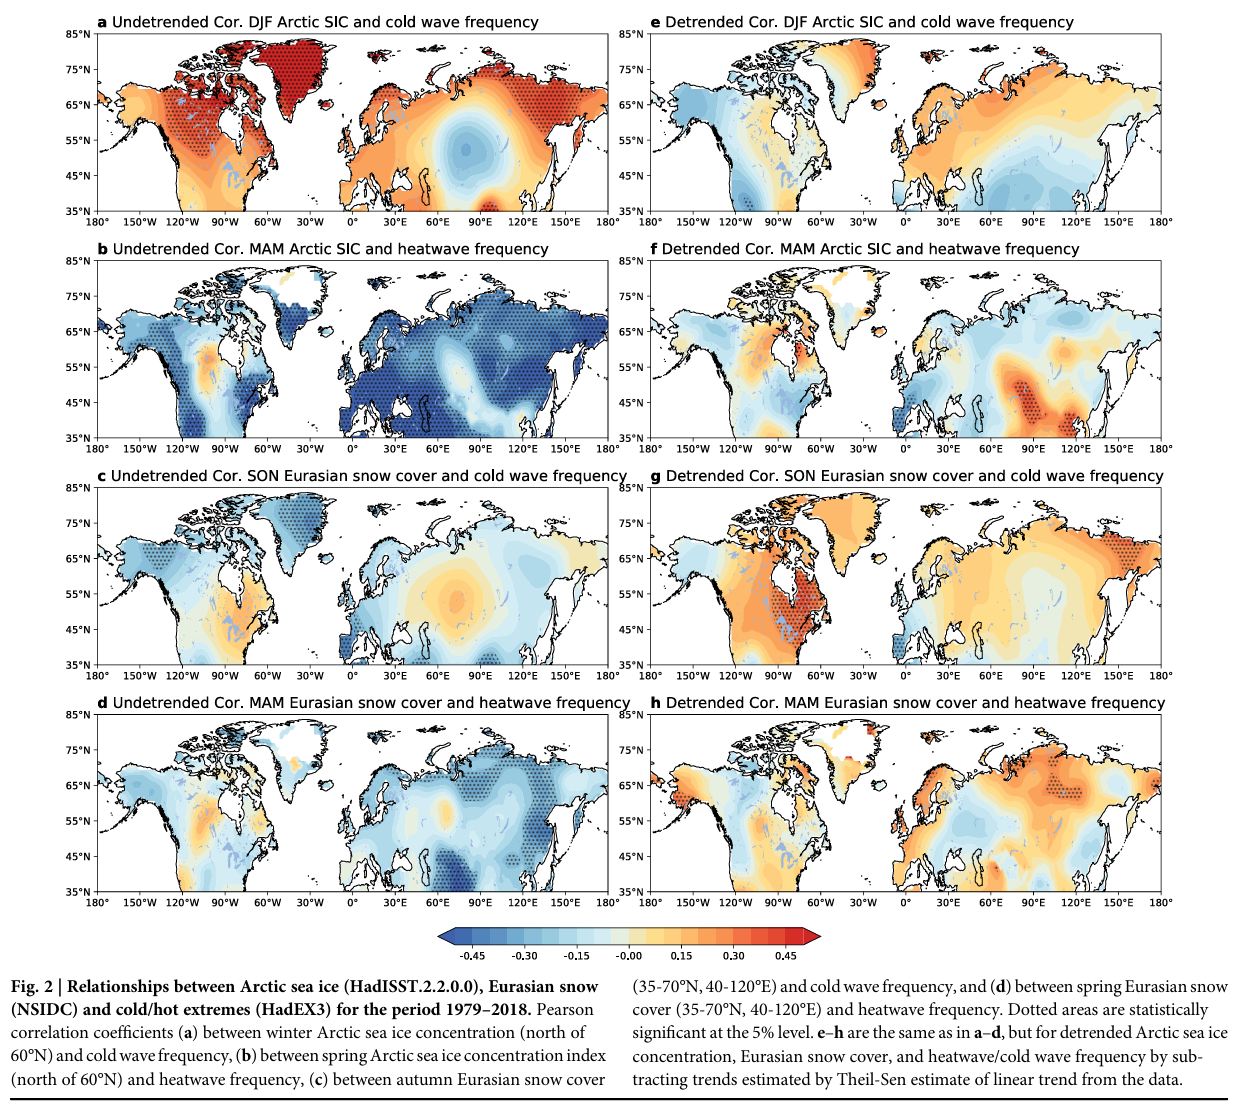 a Undetrended Cor. DJF Arctic SIC and cold wave frequency
85°N
75°N
65°N
55°N
45°N
35°N
180° 150°W 120°W 90°W 60°W 30°W 0° 30°E 60°E 90°E 120°E 150°E 180°
e Detrended Cor. DJF Arctic SIC and cold wave frequency
85°N
75°N
65°N
55°N
45°N
35°N
180° 150°W 120°W 90°W 60°W 30°W 0° 30°E 60°E 90°E 120°E 150°E 180°
b Undetrended Cor. MAM Arctic SIC and heatwave frequency
85°N
75°N
65°N
55°N
45°N
35°N
180° 150°W 120°W 90°W 60°W 30°W 0° 30°E 60°E 90°E 120°E 150°E 180°
f Detrended Cor. MAM Arctic SIC and heatwave frequency
85°N
75°N
65°N
55°N
45°N
35°N
180° 150°W 120°W 90°W 60°W 30°W 0° 30°E 60°E 90°E 120°E 150°E 180°
c Undetrended Cor. SON Eurasian snow cover and cold wave frequency
85°N
75°N
65°N
55°N
45°N
35°N
180° 150°W 120°W 90°W 60°W 30°W 0° 30°E 60°E 90°E 120°E 150°E 180°
g Detrended Cor. SON Eurasian snow cover and cold wave frequency
85°N
75°N
65°N
55°N
45°N
35°N
180° 150°W 120°W 90°W 60°W 30°W 0° 30°E 60°E 90°E 120°E 150°E 180°
d Undetrended Cor. MAM Eurasian snow cover and heatwave frequency
85°N
75°N
65°N
55°N
45°N
35°N
180° 150°W 120°W 90°W 60°W 30°W 0° 30°E 60°E 90°E 120°E 150°E 180°
h Detrended Cor. MAM Eurasian snow cover and heatwave frequency
85°N
75°N
65°N
55°N
45°N
35°N
180° 150°W 120°W 90°W 60°W 30°W 0° 30°E 60°E 90°E 120°E 150°E 180°
-0.45 -0.30 -0.15 -0.00 0.15 0.30 0.45
Fig. 2 | Relationships between Arctic sea ice (HadISST.2.2.0.0), Eurasian snow
(NSIDC) and cold/hot extremes (HadEX3) for the period 1979–2018. Pearson
correlation coefficients (a) between winter Arctic sea ice concentration (north of
60°N) and cold wave frequency, (b) between spring Arctic sea ice concentration index
(north of 60°N) and heatwave frequency, (c) between autumn Eurasian snow cover
(35-70°N, 40-120°E) and cold wave frequency, and (d) between spring Eurasian snow
cover (35-70°N, 40-120°E) and heatwave frequency. Dotted areas are statistically
significant at the 5% level. e–h are the same as in a–d, but for detrended Arctic sea ice
concentration, Eurasian snow cover, and heatwave/cold wave frequency by sub-
tracting trends estimated by Theil-Sen estimate of linear trend from the data.